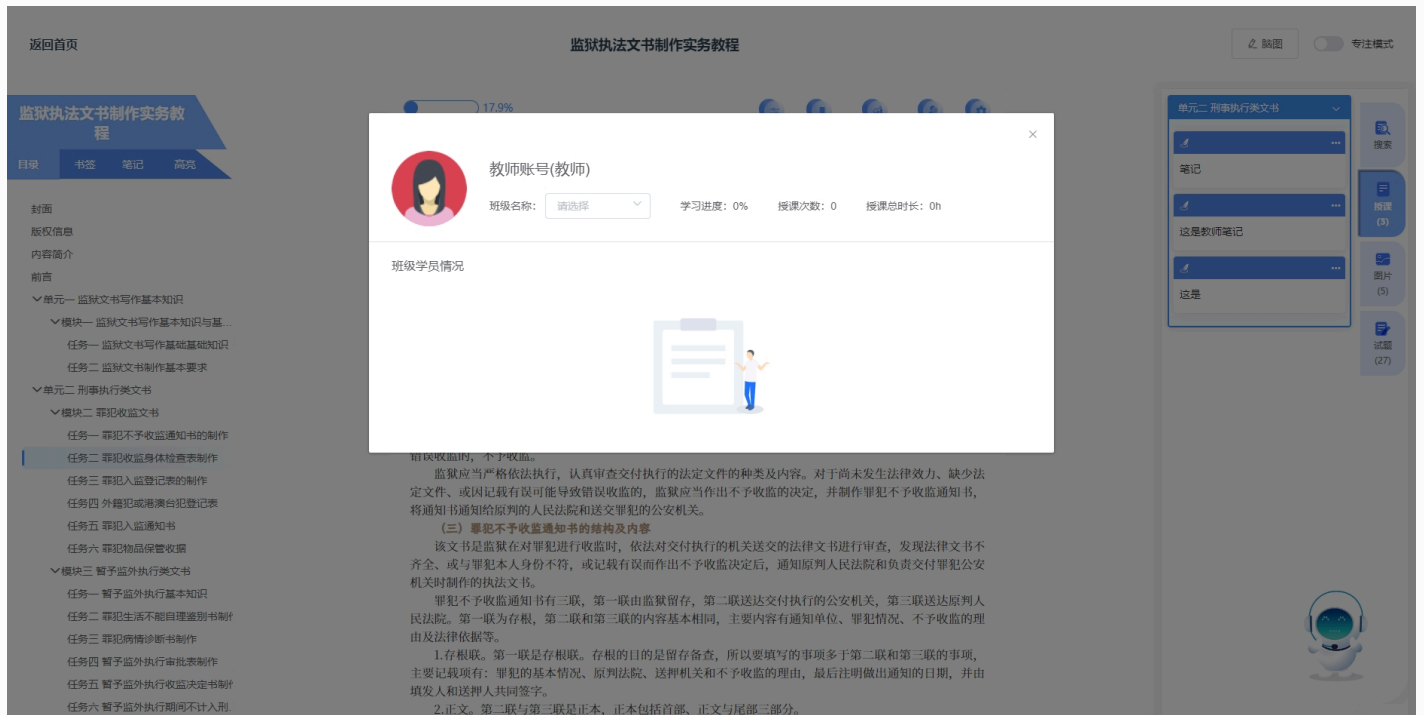 返回首页
监狱执法文书制作实务教程
脑图
专注模式
监狱执法文书制作实务教
程
目录
书签
笔记
高亮
封面
版权信息
内容简介
前言
单元一 监狱文书写作基本知识
模块一 监狱文书写作基本知识与基...
任务一 监狱文书写作基础基础知识
任务二 监狱文书制作基本要求
单元二 刑事执行类文书
模块二 罪犯收监文书
任务一 罪犯不予收监通知书的制作
任务二 罪犯收监身体检查表制作
任务三 罪犯入监登记表的制作
任务四 外籍犯或港澳台犯登记表
任务五 罪犯入监通知书
任务六 罪犯物品保管收据
模块三 暂予监外执行类文书
任务一 暂予监外执行基本知识
任务二 罪犯生活不能自理鉴别书制作
任务三 罪犯病情诊断书制作
任务四 暂予监外执行审批表制作
任务五 暂予监外执行收监决定书制作
任务六 暂予监外执行期间不计入刑.
17.9%
教师账号(教师)
班级名称: 请选择
学习进度: 0%
授课次数: 0
授课总时长: 0h
班级学员情况
错误收监的，不予收监。
监狱应当严格依法执行，认真审查交付执行的法定文件的种类及内容。对于尚未发生法律效力、缺少法
定文件、或因记载有误可能导致错误收监的，监狱应当作出不予收监的决定，并制作罪犯不予收监通知书，
将通知书通知给原判的人民法院和送交罪犯的公安机关。
（三）罪犯不予收监通知书的结构及内容
该文书是监狱在对罪犯进行收监时，依法对交付执行的机关送交的法律文书进行审查，发现法律文书不
齐全、或与罪犯本人身份不符，或记载有误而作出不予收监决定后，通知原判人民法院和负责交付罪犯公安
机关时制作的执法文书。
罪犯不予收监通知书有三联，第一联由监狱留存，第二联送达交付执行的公安机关，第三联送达原判人
民法院。第一联为存根，第二联和第三联的内容基本相同，主要内容有通知单位、罪犯情况、不予收监的理
由及法律依据等。
1.存根联。第一联是存根联。存根的目的是留存备查，所以要填写的事项多于第二联和第三联的事项，
主要记载项有：罪犯的基本情况、原判法院、送押机关和不予收监的理由，最后注明做出通知的日期，并由
填发人和送押人共同签字。
2.正文。第二联与第三联是正本，正本包括首部、正文与尾部三部分。
单元二 刑事执行类文书
笔记
这是教师笔记
这是
搜索
授课
(3)
图片
(5)
试题
(27)